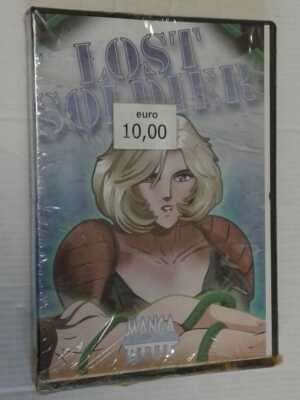 LOST
SOLDIER
euro
10,00
MANGA